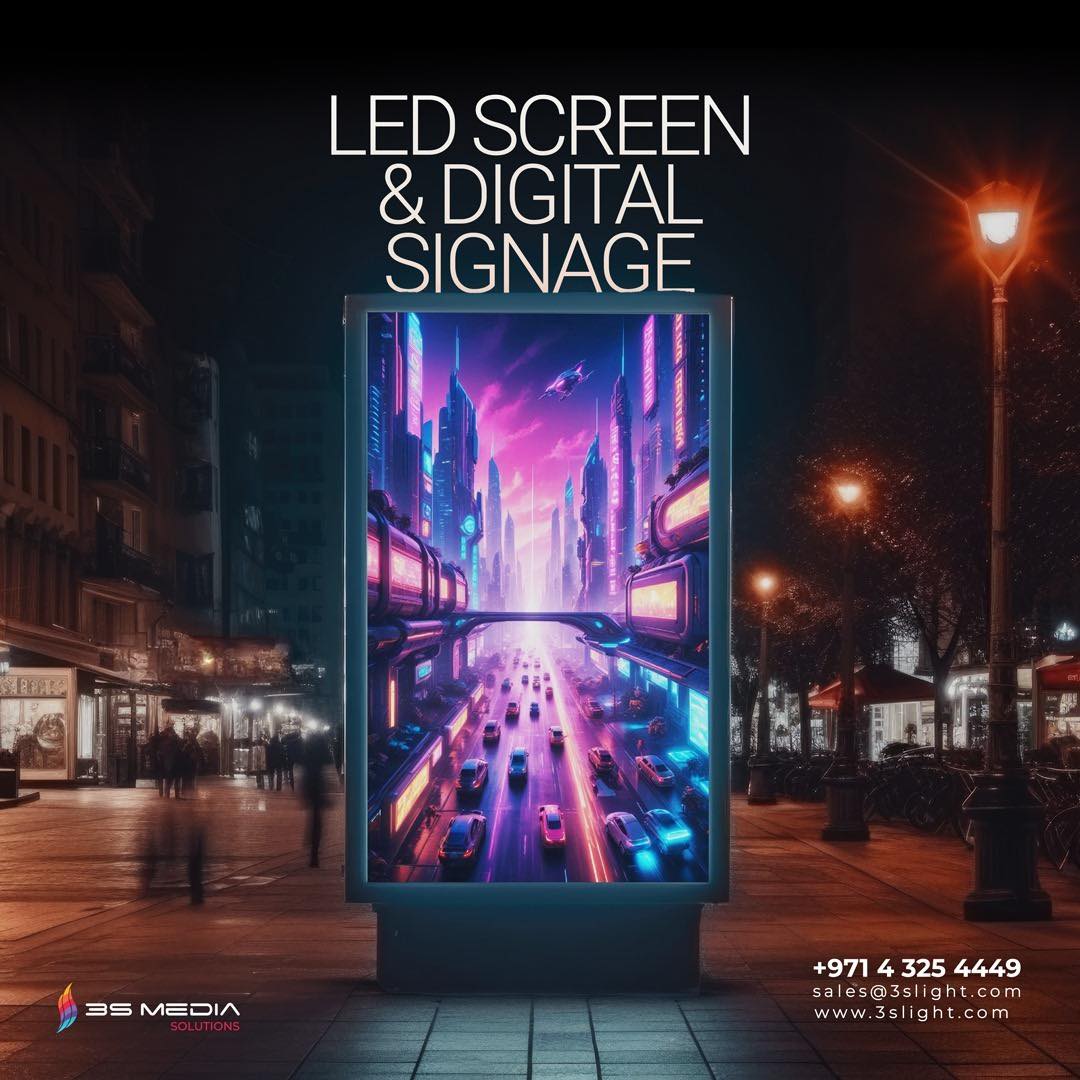 LED SCREEN
& DIGITAL
SIGNAGE
+971 4 325 4449
sales@3slight.com
www.3slight.com
3S MEDIA
SOLUTIONS